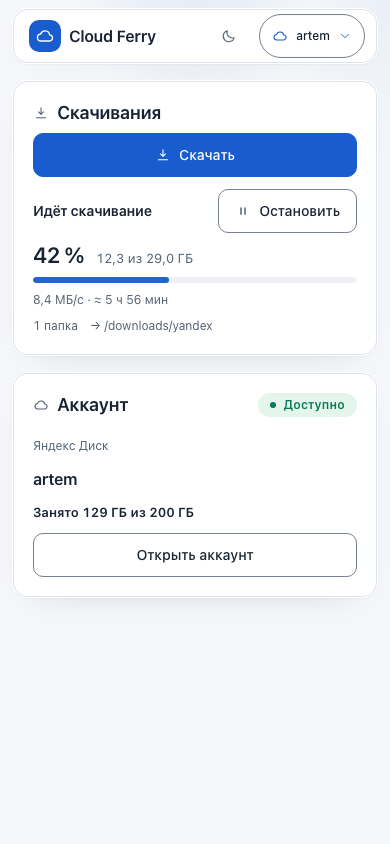 Cloud Ferry
artem
Скачивания
Скачать
Идёт скачивание
Остановить
42 % 12,3 из 29,0 ГБ
8,4 МБ/с · ≈ 5 ч 56 мин
1 папка → /downloads/yandex
Аккаунт
Доступно
Яндекс Диск
artem
Занято 129 ГБ из 200 ГБ
Открыть аккаунт